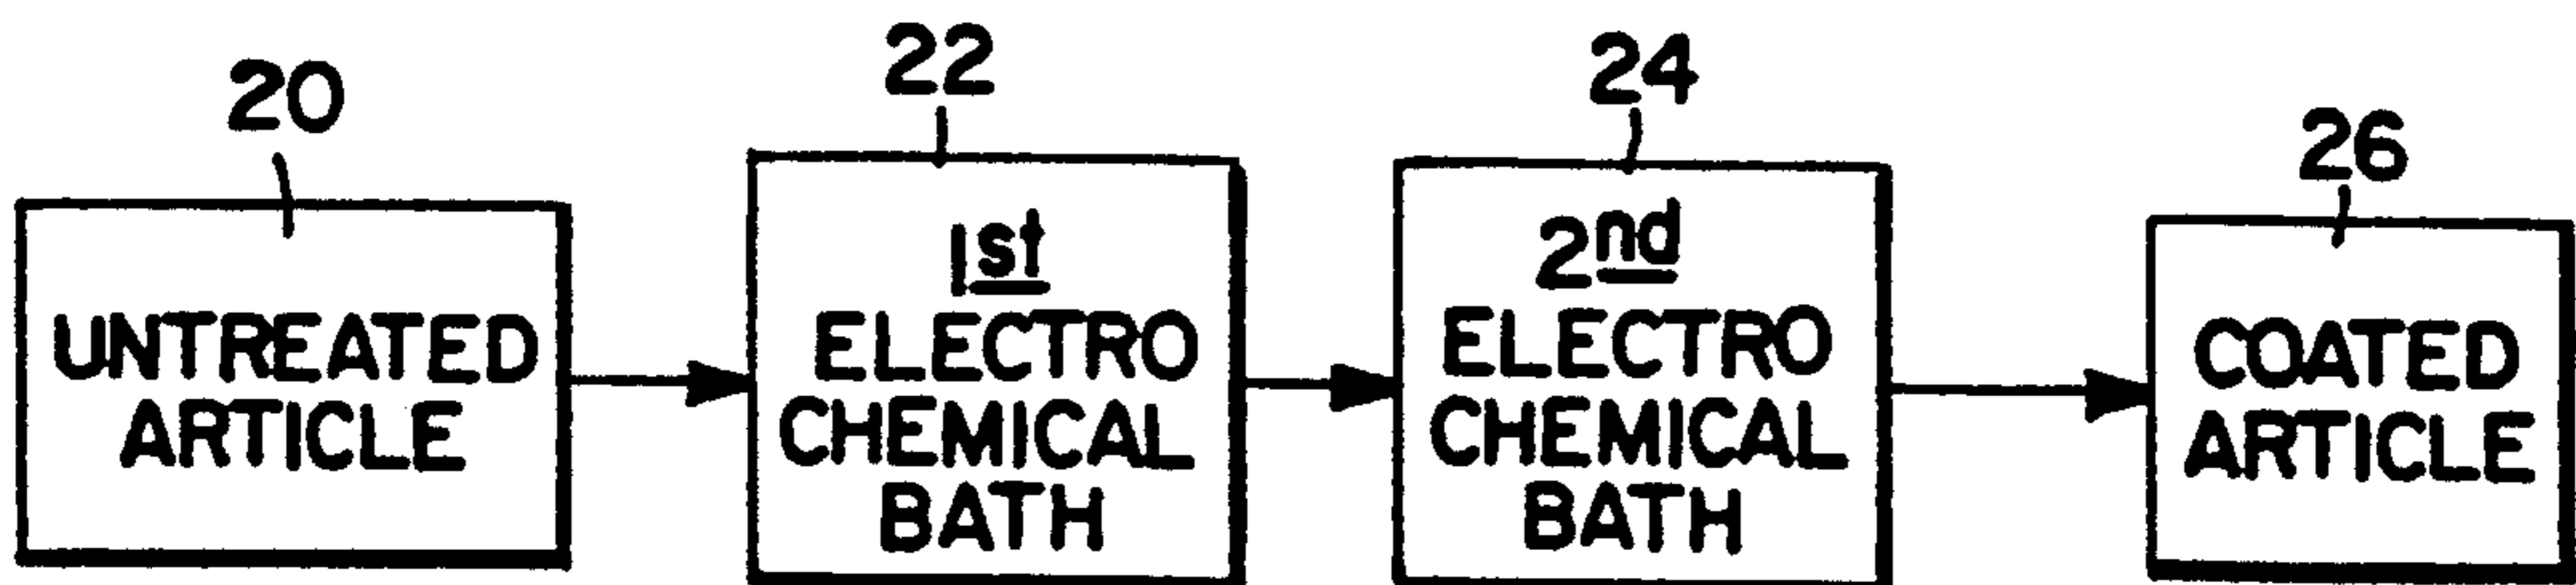 20
22
24
26
UNTREATED
ARTICLE
1st
ELECTRO
CHEMICAL
BATH
2nd
ELECTRO
CHEMICAL
BATH
COATED
ARTICLE